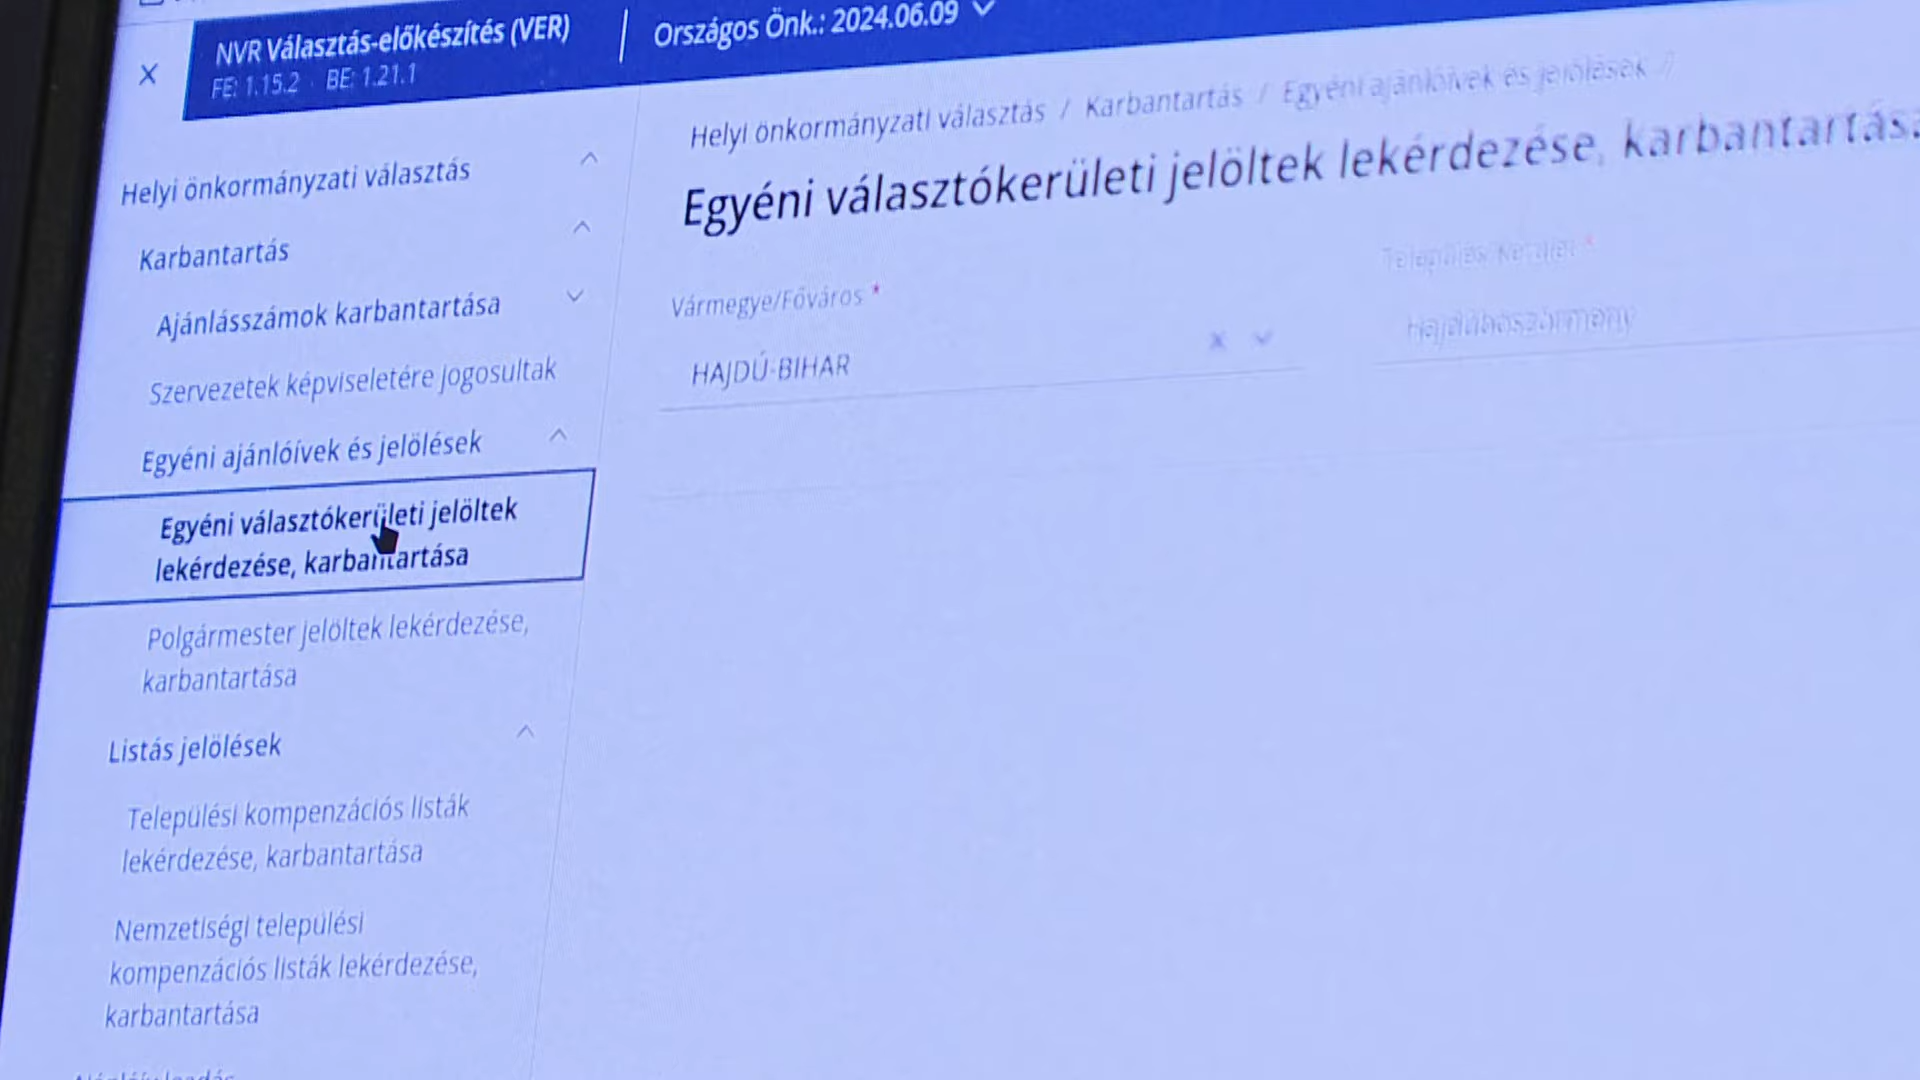 NVR Választás-előkészítés (VER)
FE: 1.15.2 BE: 1.21.1
Országos Önk.: 2024.06.09
Helyi önkormányzati választás
Karbantartás
Ajánlásszámok karbantartása
Szervezetek képviseletére jogosultak
Egyéni ajánlóívek és jelölések
Egyéni választókerületi jelöltek
lekérdezése, karbantartása
Polgármester jelöltek lekérdezése,
karbantartása
Listás jelölések
Települési kompenzációs listák
lekérdezése, karbantartása
Nemzetiségi települési
kompenzációs listák lekérdezése,
karbantartása
Helyi önkormányzati választás / Karbantartás / Egyéni ajánlóívek és jelölések /
Egyéni választókerületi jelöltek lekérdezése, karbantartás
Vármegye/Főváros *
HAJDÚ-BIHAR
Település
Hajdúböszörmény